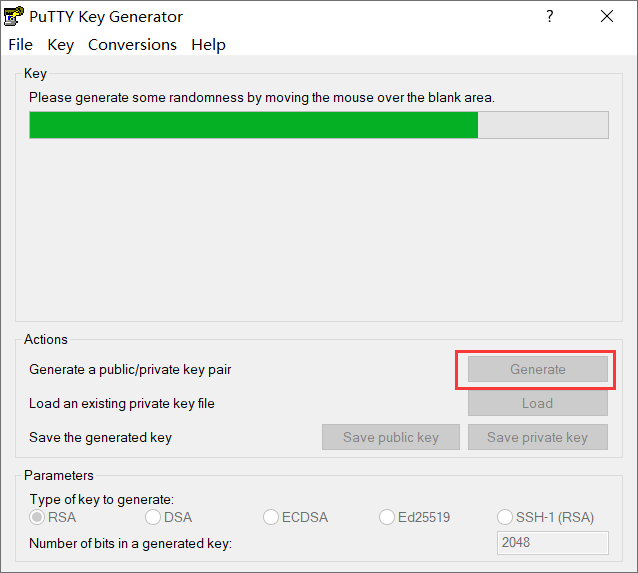 PuTTY Key Generator
?
File Key Conversions Help
Key
Please generate some randomness by moving the mouse over the blank area.
Actions
Generate a public/private key pair
Generate
Load an existing private key file
Load
Save the generated key
Save public key
Save private key
Parameters
Type of key to generate:
RSA DSA ECDSA Ed25519 SSH-1 (RSA)
Number of bits in a generated key:
2048